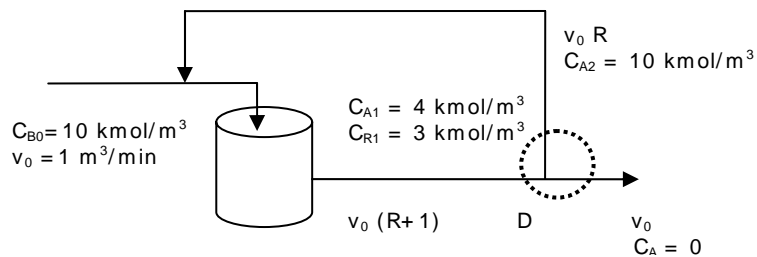 v₀ R
C_A2 = 10 kmol/m³
C_A1 = 4 kmol/m³
C_R1 = 3 kmol/m³
C_B0= 10 kmol/m³
v₀ = 1 m³/min
v₀ (R+1)
D
v₀
C_A = 0